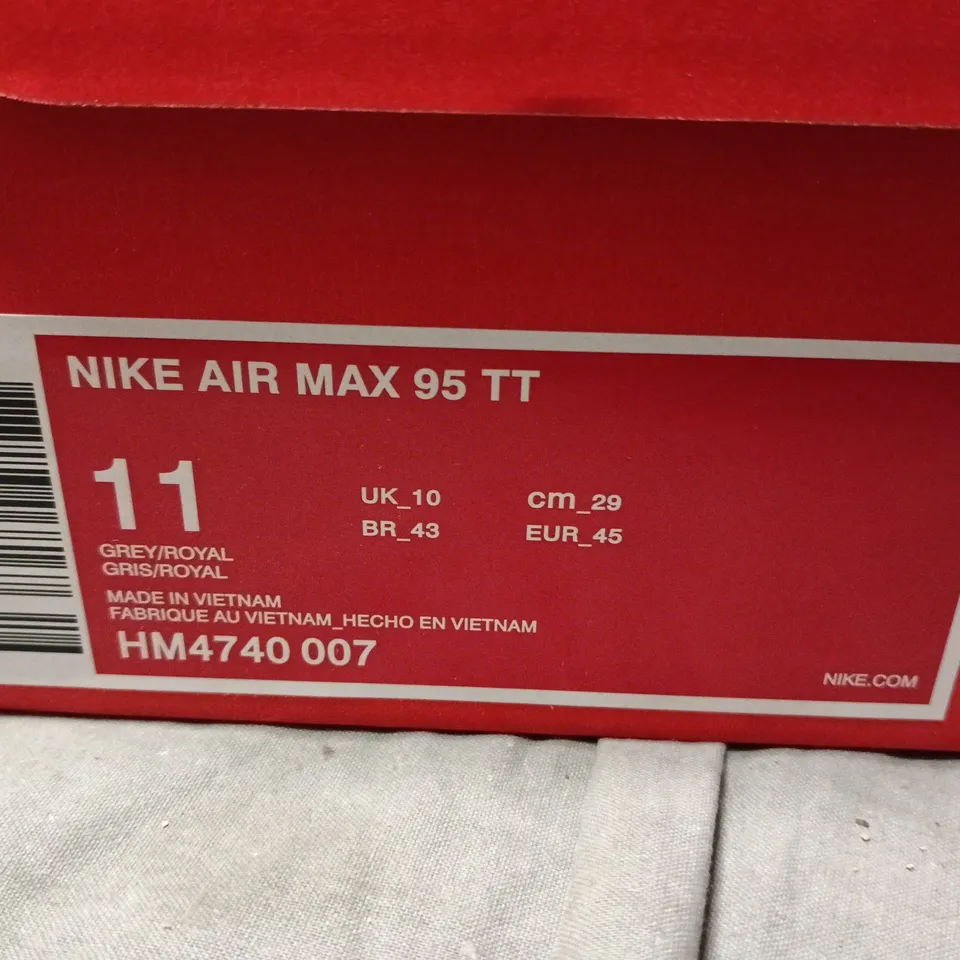 NIKE AIR MAX 95 TT
11
UK_10 cm_29
BR_43 EUR_45
GREY/ROYAL
GRIS/ROYAL
MADE IN VIETNAM
FABRIQUE AU VIETNAM_HECHO EN VIETNAM
HM4740 007
NIKE.COM